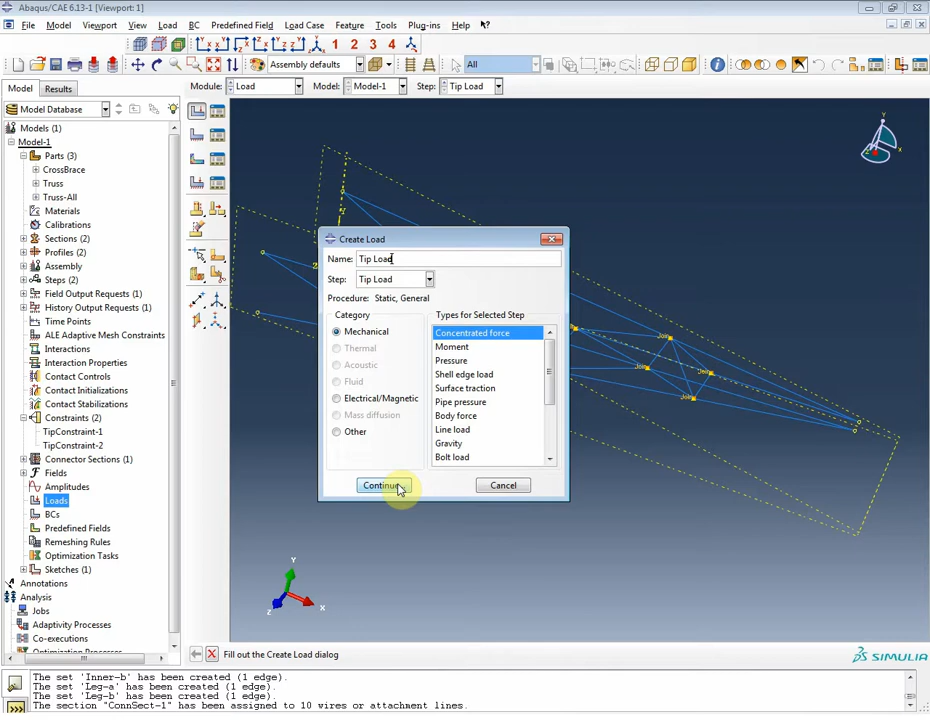 Abaqus/CAE 6.13-1 [Viewport: 1]
File Model Viewport View Load BC Predefined Field Load Case Feature Tools Plug-ins Help
1 2 3 4
Assembly defaults All
Model Results Module: Load Model: Model-1 Step: Tip Load
Model Database
Models (1)
Model-1
Parts (3)
CrossBrace
Truss
Truss-All
Materials
Calibrations
Sections (2)
Profiles (2)
Assembly
Steps (2)
Field Output Requests (1)
History Output Requests (1)
Time Points
ALE Adaptive Mesh Constraints
Interactions
Interaction Properties
Contact Controls
Contact Initializations
Contact Stabilizations
Constraints (2)
TipConstraint-1
TipConstraint-2
Connector Sections (1)
Fields
Amplitudes
Loads
BCs
Predefined Fields
Remeshing Rules
Optimization Tasks
Sketches (1)
Annotations
Analysis
Jobs
Adaptivity Processes
Co-executions
Optimization Processes
Create Load
Name: Tip Load
Step: Tip Load
Procedure: Static, General
Category
Mechanical
Thermal
Acoustic
Fluid
Electrical/Magnetic
Mass diffusion
Other
Types for Selected Step
Concentrated force
Moment
Pressure
Shell edge load
Surface traction
Pipe pressure
Body force
Line load
Gravity
Bolt load
Continue...
Cancel
Join
Join
Join
Join
Y
X
Y
Z
X
Fill out the Create Load dialog
SIMULIA
The set 'Inner-b' has been created (1 edge).
The set 'Leg-a' has been created (1 edge).
The set 'Leg-b' has been created (1 edge).
The section "ConnSect-1" has been assigned to 10 wires or attachment lines.
>>>